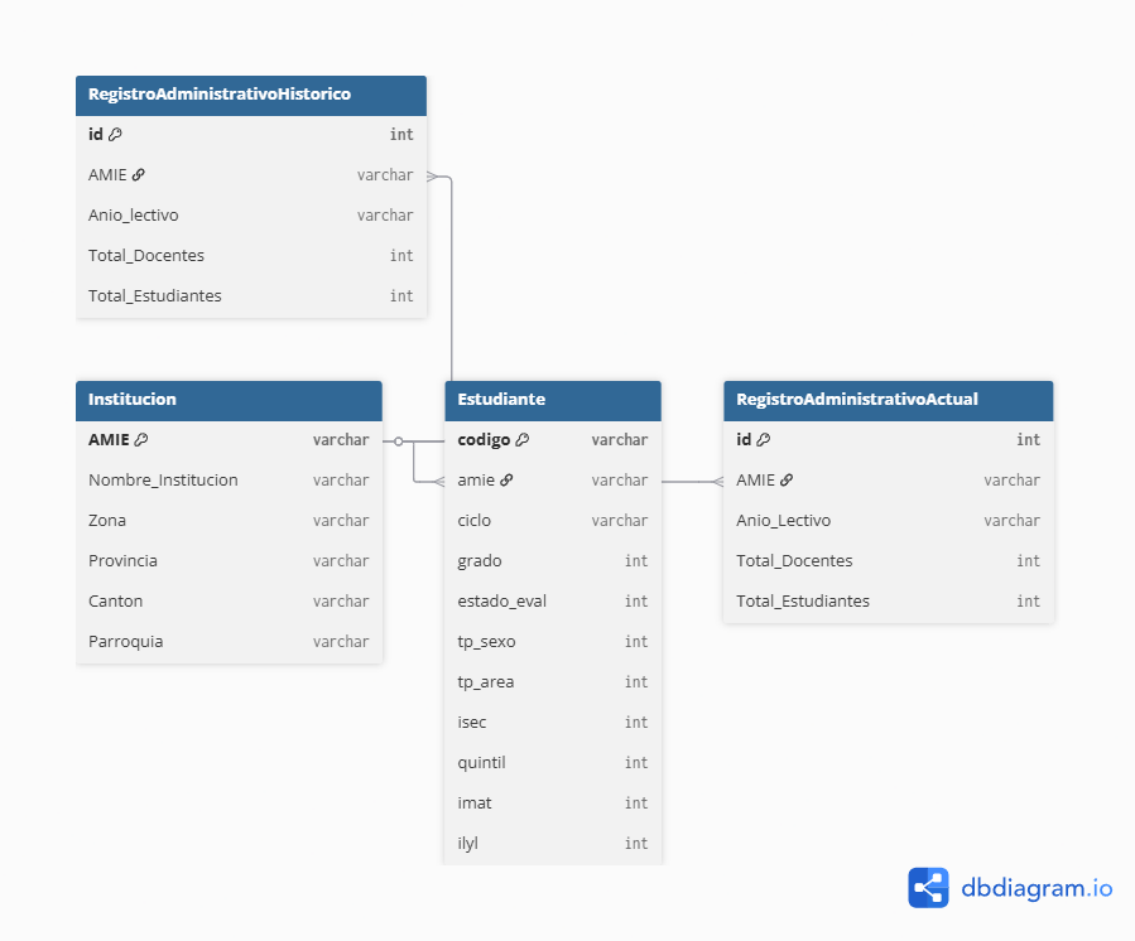 RegistroAdministrativoHistorico
id int
AMIE varchar
Anio_lectivo varchar
Total_Docentes int
Total_Estudiantes int
Institucion
AMIE varchar
Nombre_Institucion varchar
Zona varchar
Provincia varchar
Canton varchar
Parroquia varchar
Estudiante
codigo varchar
amie varchar
ciclo varchar
grado int
estado_eval int
tp_sexo int
tp_area int
isec int
quintil int
imat int
ilyl int
RegistroAdministrativoActual
id int
AMIE varchar
Anio_Lectivo varchar
Total_Docentes int
Total_Estudiantes int
dbdiagram.io